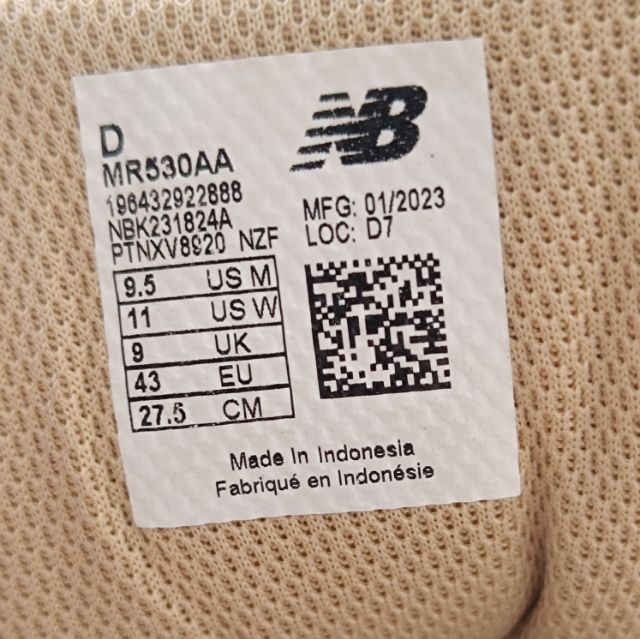 D
NB
MR530AA
196432922888
NBK231824A
PTNXV8920 NZF
MFG: 01/2023
LOC: D7
9.5 US M
11 US W
9 UK
43 EU
27.5 CM
Made In Indonesia
Fabriqué en Indonésie